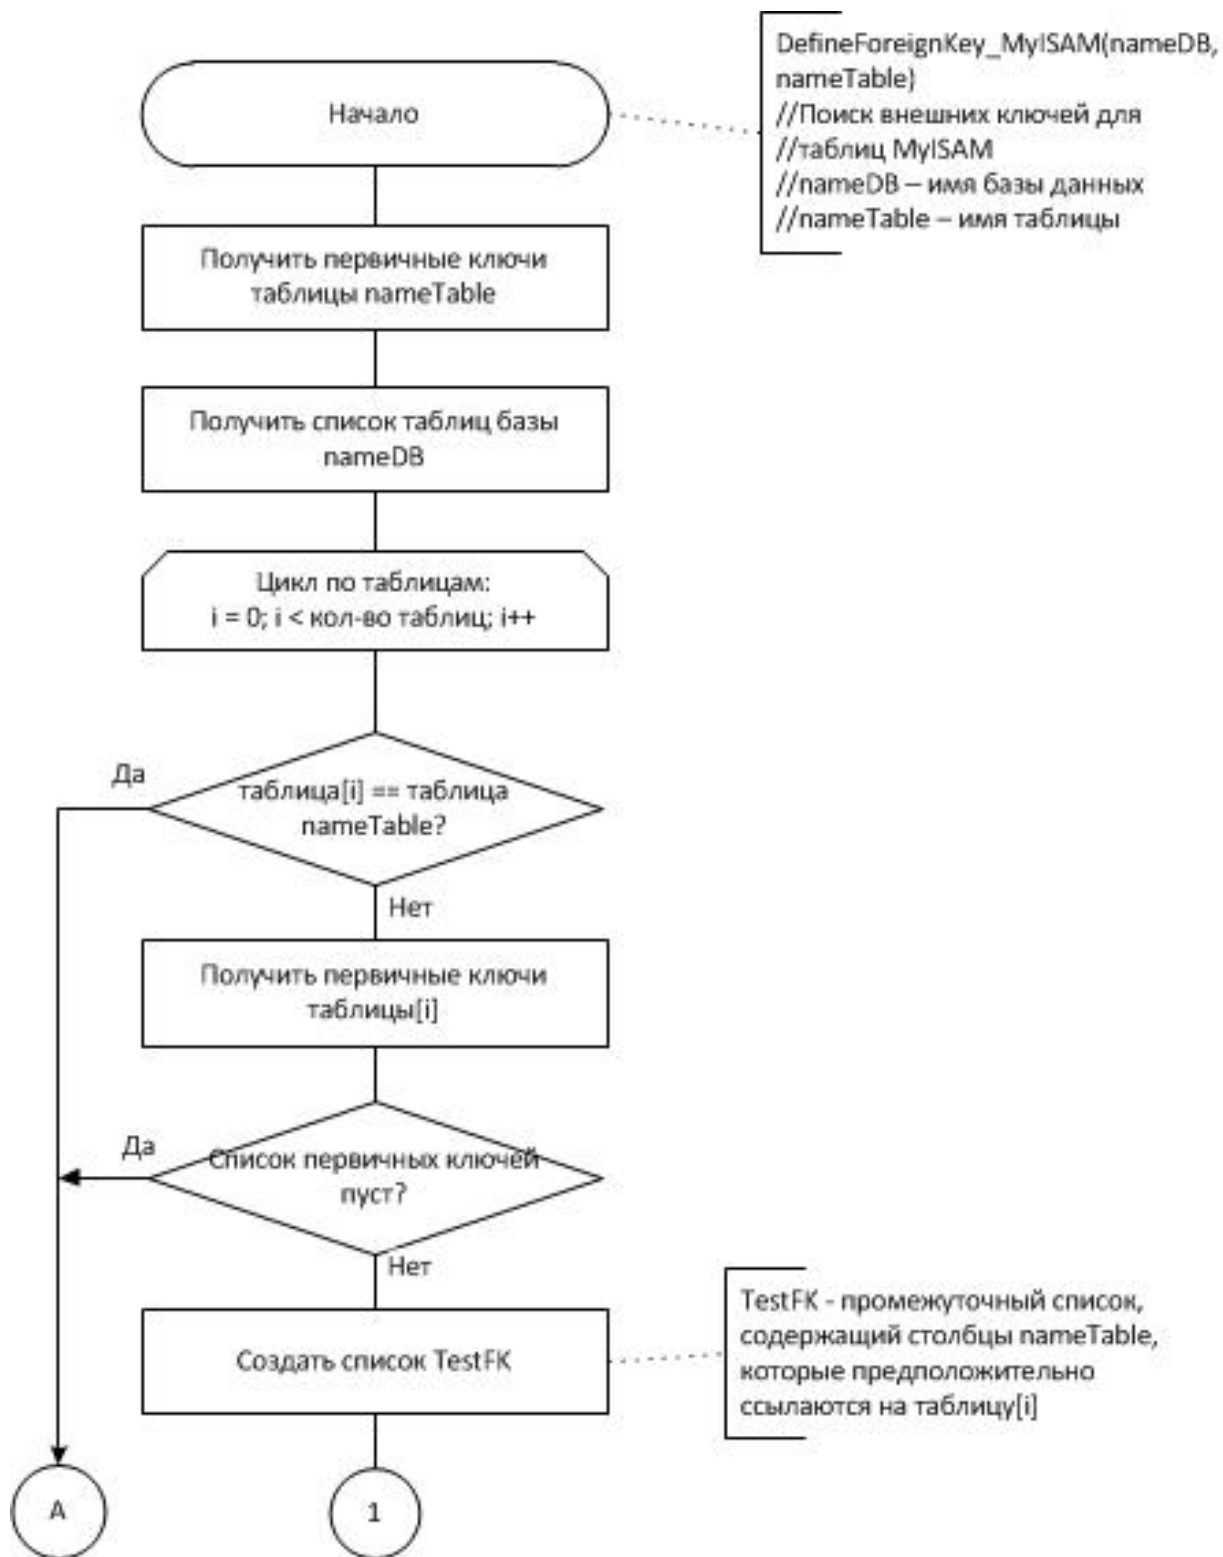 Начало
DefineForeignKey_MyISAM(nameDB,
nameTable)
//Поиск внешних ключей для
//таблиц MyISAM
//nameDB – имя базы данных
//nameTable – имя таблицы
Получить первичные ключи
таблицы nameTable
Получить список таблиц базы
nameDB
Цикл по таблицам:
i = 0; i < кол-во таблиц; i++
Да
таблица[i] == таблица
nameTable?
Нет
Получить первичные ключи
таблицы[i]
Да
Список первичных ключей
пуст?
Нет
Создать список TestFK
TestFK - промежуточный список,
содержащий столбцы nameTable,
которые предположительно
ссылаются на таблицу[i]
А
1